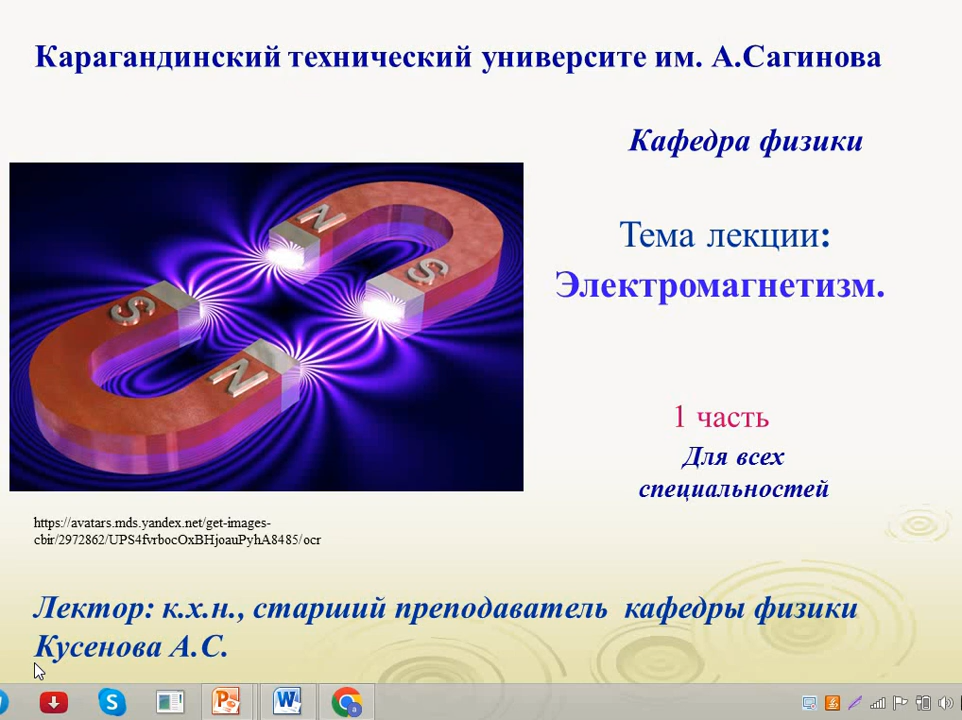 Карагандинский технический университе им. А.Сагинова
Кафедра физики
Тема лекции:
Электромагнетизм.
N
S
S
N
1 часть
Для всех
специальностей
https://avatars.mds.yandex.net/get-images-
cbir/2972862/UPS4fvrbocOxBHjoauPyhA8485/ocr
Лектор: к.х.н., старший преподаватель кафедры физики
Кусенова А.С.